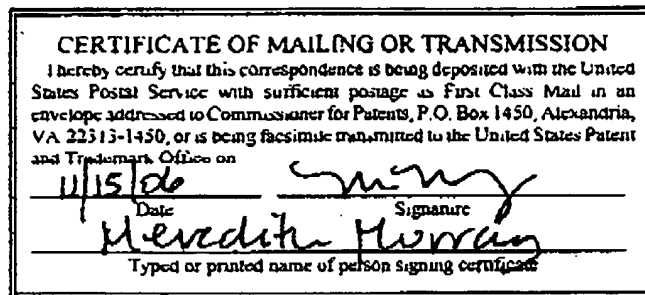 CERTIFICATE OF MAILING OR TRANSMISSION
I hereby certify that this correspondence is being deposited with the United
States Postal Service with sufficient postage as First Class Mail in an
envelope addressed to Commissioner for Patents, P.O. Box 1450, Alexandria,
VA 22313-1450, or is being facsimile transmitted to the United States Patent
and Trademark Office on
11/15/06
Date Signature
Meredith Murray
Typed or printed name of person signing certificate